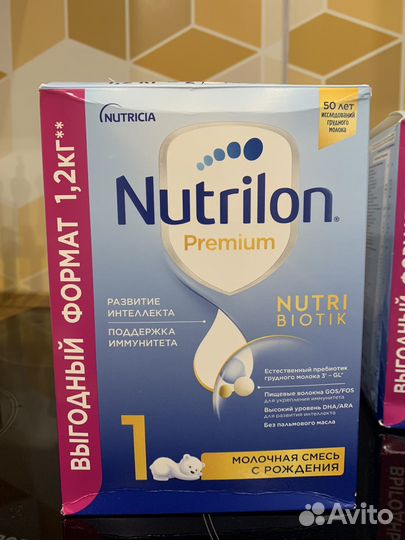 NUTRICIA
50 ЛЕТ
исследований
грудного
молока
ВЫГОДНЫЙ ФОРМАТ 1,2КГ**
Nutrilon®
Premium
РАЗВИТИЕ
ИНТЕЛЛЕКТА
ПОДДЕРЖКА
ИММУНИТЕТА
NUTRI
BIOTIK
Естественный пребиотик
грудного молока 3' – GL*
Пищевые волокна GOS/FOS
для укрепления иммунитета
Высокий уровень DHA/ARA
для развития интеллекта
Без пальмового масла
1
МОЛОЧНАЯ СМЕСЬ
С РОЖДЕНИЯ
Avito